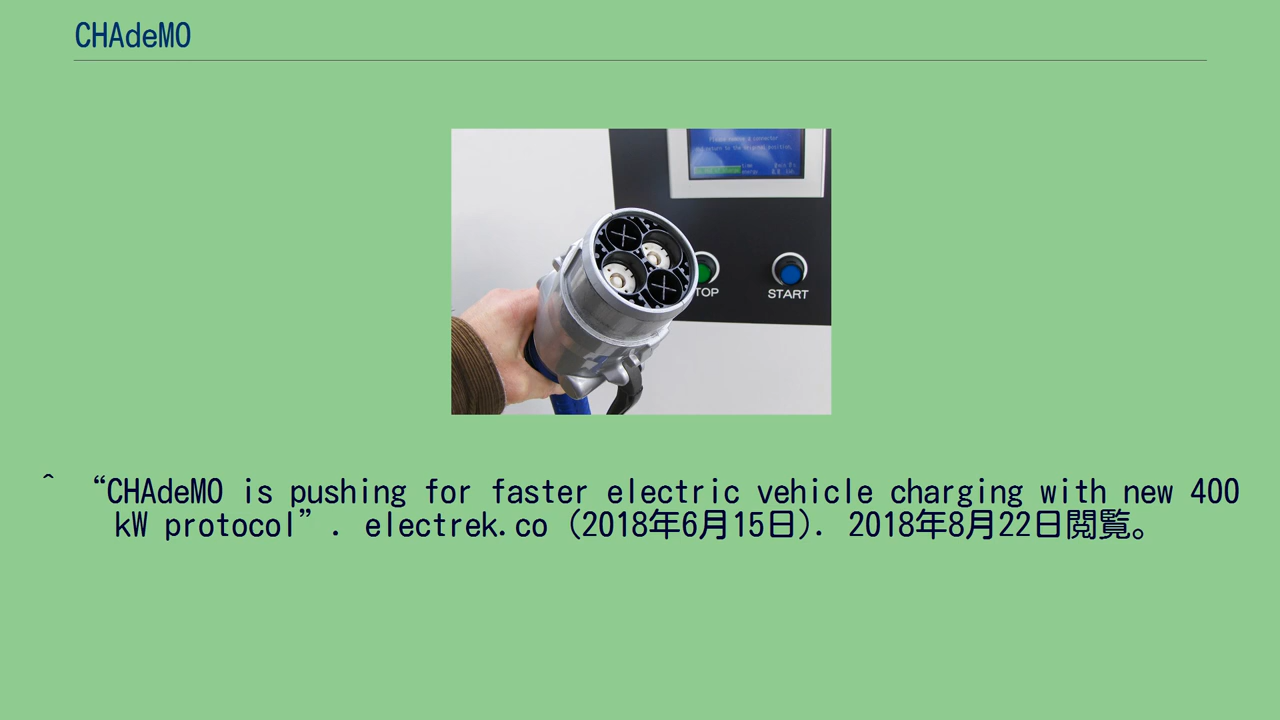 CHAdeMO
TOP
START
^ “CHAdeMO is pushing for faster electric vehicle charging with new 400
kW protocol”. electrek.co (2018年6月15日). 2018年8月22日閲覧。